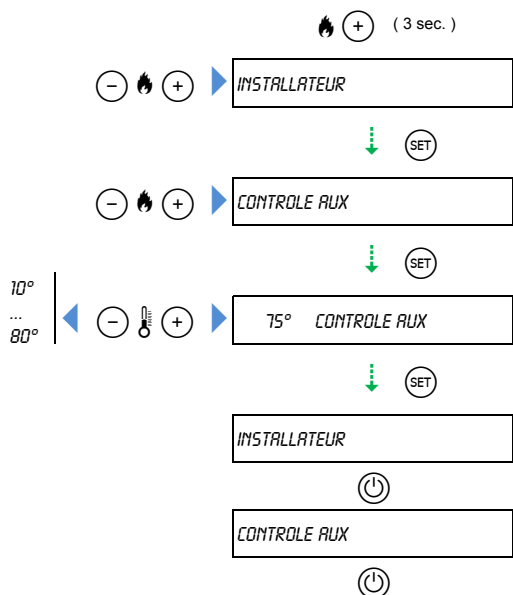 + ( 3 sec. )
- + INSTALLATEUR
SET
- + CONTROLE AUX
SET
10°
...
80°
- + 75° CONTROLE AUX
SET
INSTALLATEUR
CONTROLE AUX